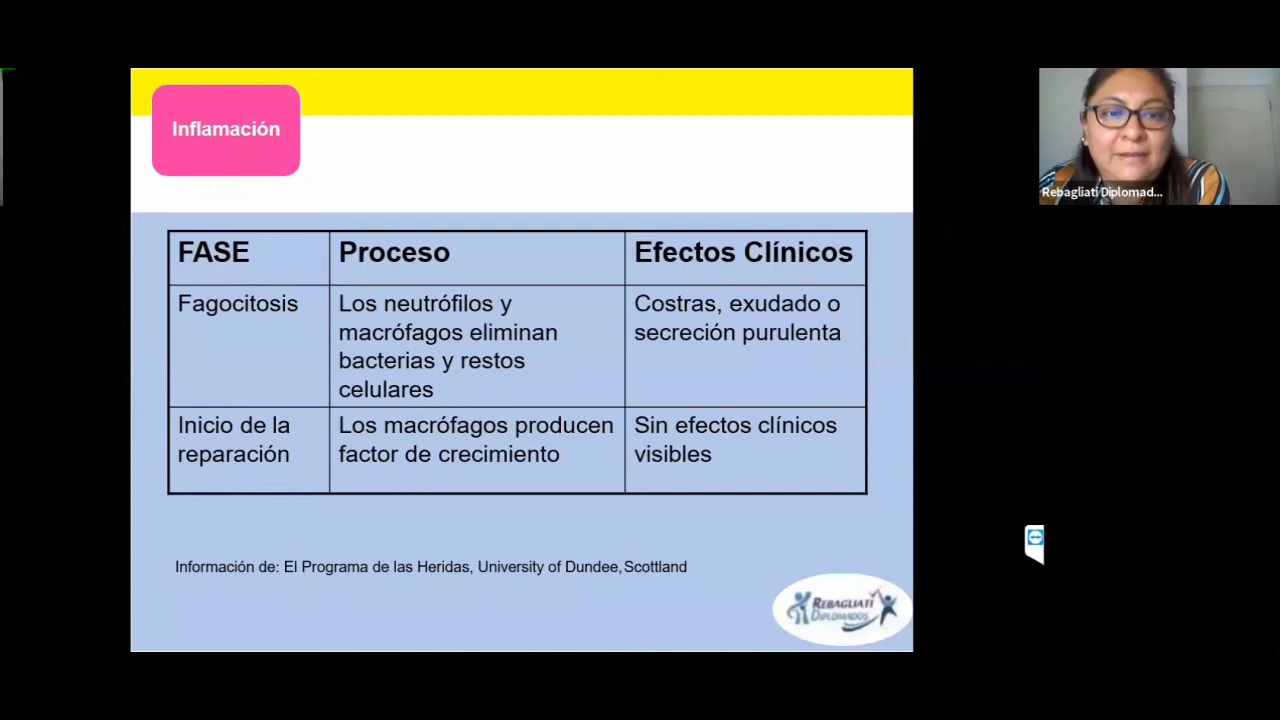 Inflamación
Rebagliati Diplomad...
FASE
Proceso
Efectos Clínicos
Fagocitosis
Los neutrófilos y
macrófagos eliminan
bacterias y restos
celulares
Costras, exudado o
secreción purulenta
Inicio de la
reparación
Los macrófagos producen
factor de crecimiento
Sin efectos clínicos
visibles
Información de: El Programa de las Heridas, University of Dundee, Scottland
REBAGLIATI
DIPLOMADOS